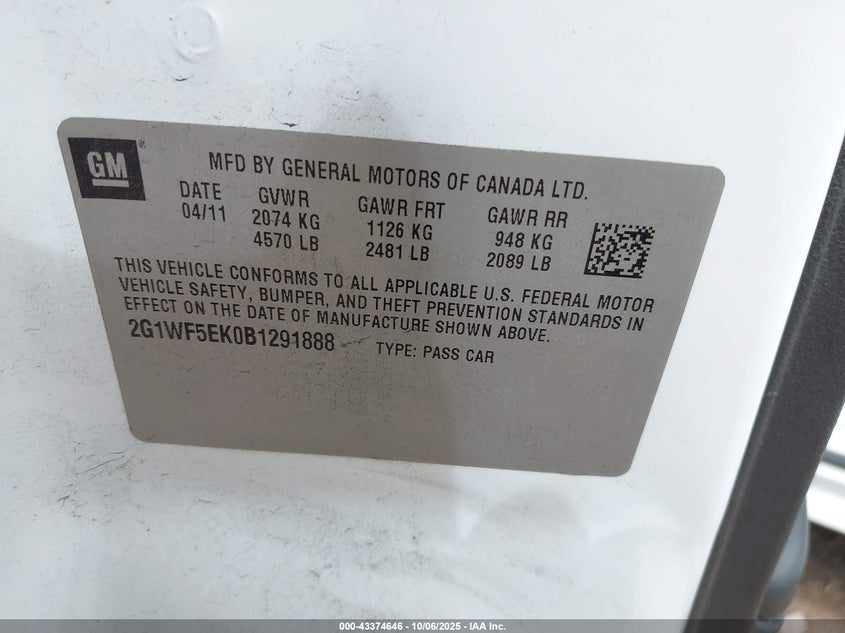 GM
MFD BY GENERAL MOTORS OF CANADA LTD.
DATE GVWR GAWR FRT GAWR RR
04/11 2074 KG 1126 KG 948 KG
4570 LB 2481 LB 2089 LB
THIS VEHICLE CONFORMS TO ALL APPLICABLE U.S. FEDERAL MOTOR
VEHICLE SAFETY, BUMPER, AND THEFT PREVENTION STANDARDS IN
EFFECT ON THE DATE OF MANUFACTURE SHOWN ABOVE.
2G1WF5EK0B1291888 TYPE: PASS CAR
000-43374646 - 10/06/2025 - IAA Inc.